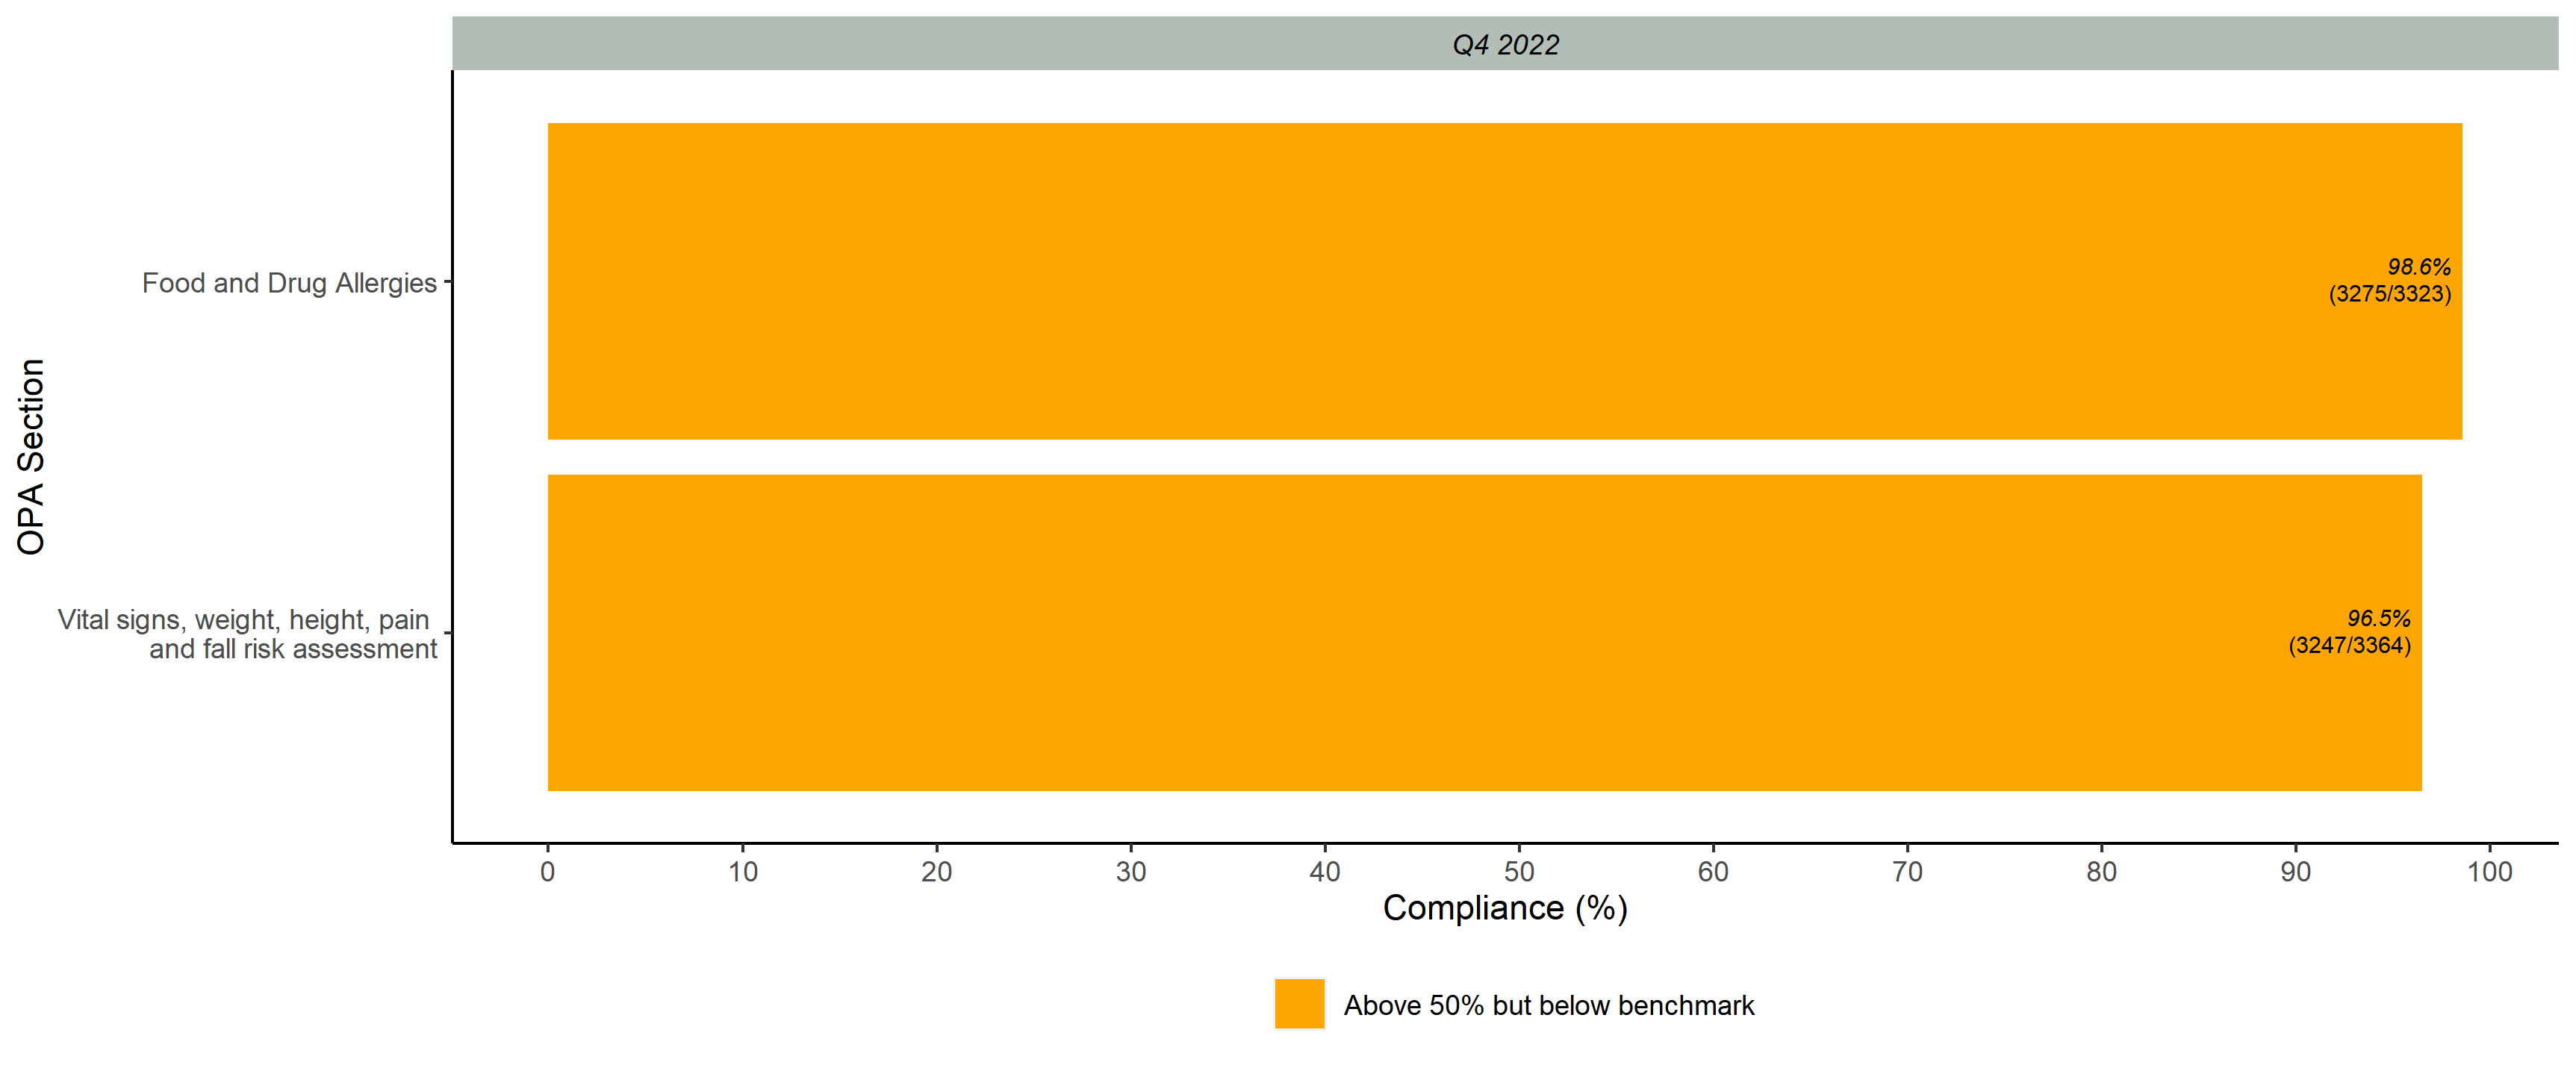 Q4 2022
OPA Section
Food and Drug Allergies
98.6%
(3275/3323)
Vital signs, weight, height, pain
and fall risk assessment
96.5%
(3247/3364)
0 10 20 30 40 50 60 70 80 90 100
Compliance (%)
Above 50% but below benchmark